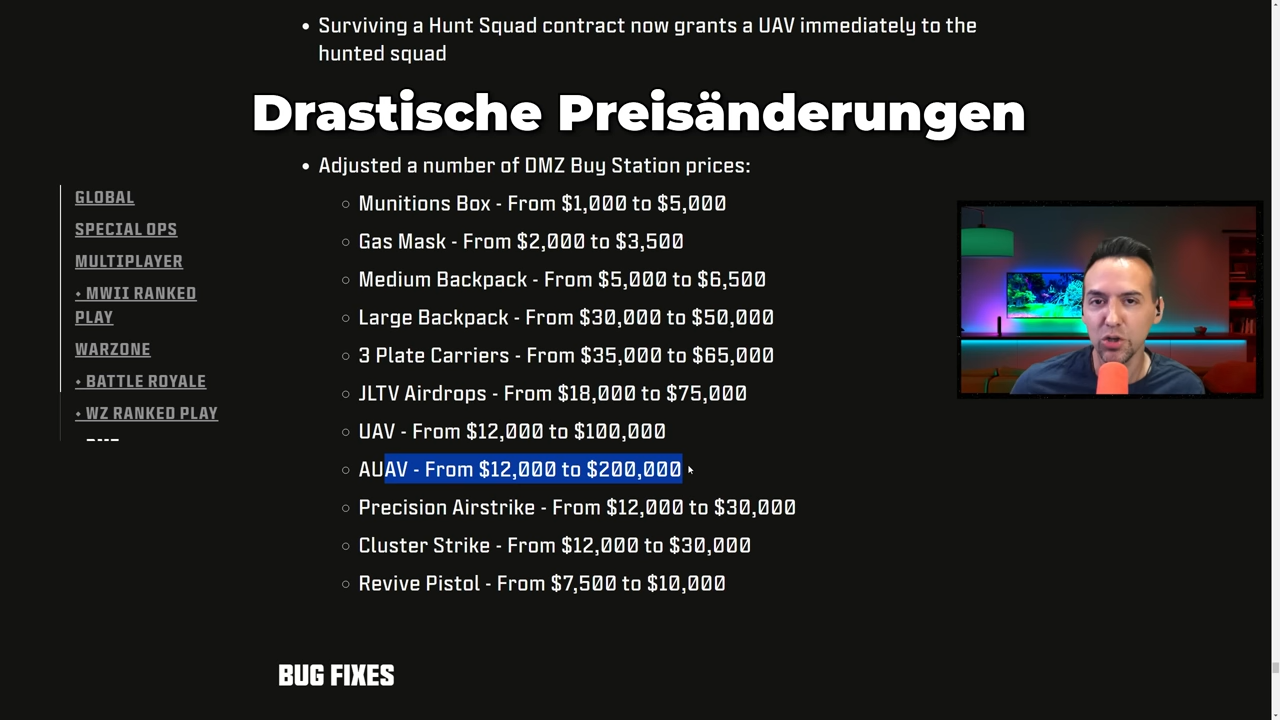 • Surviving a Hunt Squad contract now grants a UAV immediately to the
hunted squad
Drastische Preisänderungen
• Adjusted a number of DMZ Buy Station prices:
○ Munitions Box - From $1,000 to $5,000
○ Gas Mask - From $2,000 to $3,500
○ Medium Backpack - From $5,000 to $6,500
○ Large Backpack - From $30,000 to $50,000
○ 3 Plate Carriers - From $35,000 to $65,000
○ JLTV Airdrops - From $18,000 to $75,000
○ UAV - From $12,000 to $100,000
○ AUAV - From $12,000 to $200,000
○ Precision Airstrike - From $12,000 to $30,000
○ Cluster Strike - From $12,000 to $30,000
○ Revive Pistol - From $7,500 to $10,000
BUG FIXES
GLOBAL
SPECIAL OPS
MULTIPLAYER
• MWII RANKED
PLAY
WARZONE
• BATTLE ROYALE
• WZ RANKED PLAY